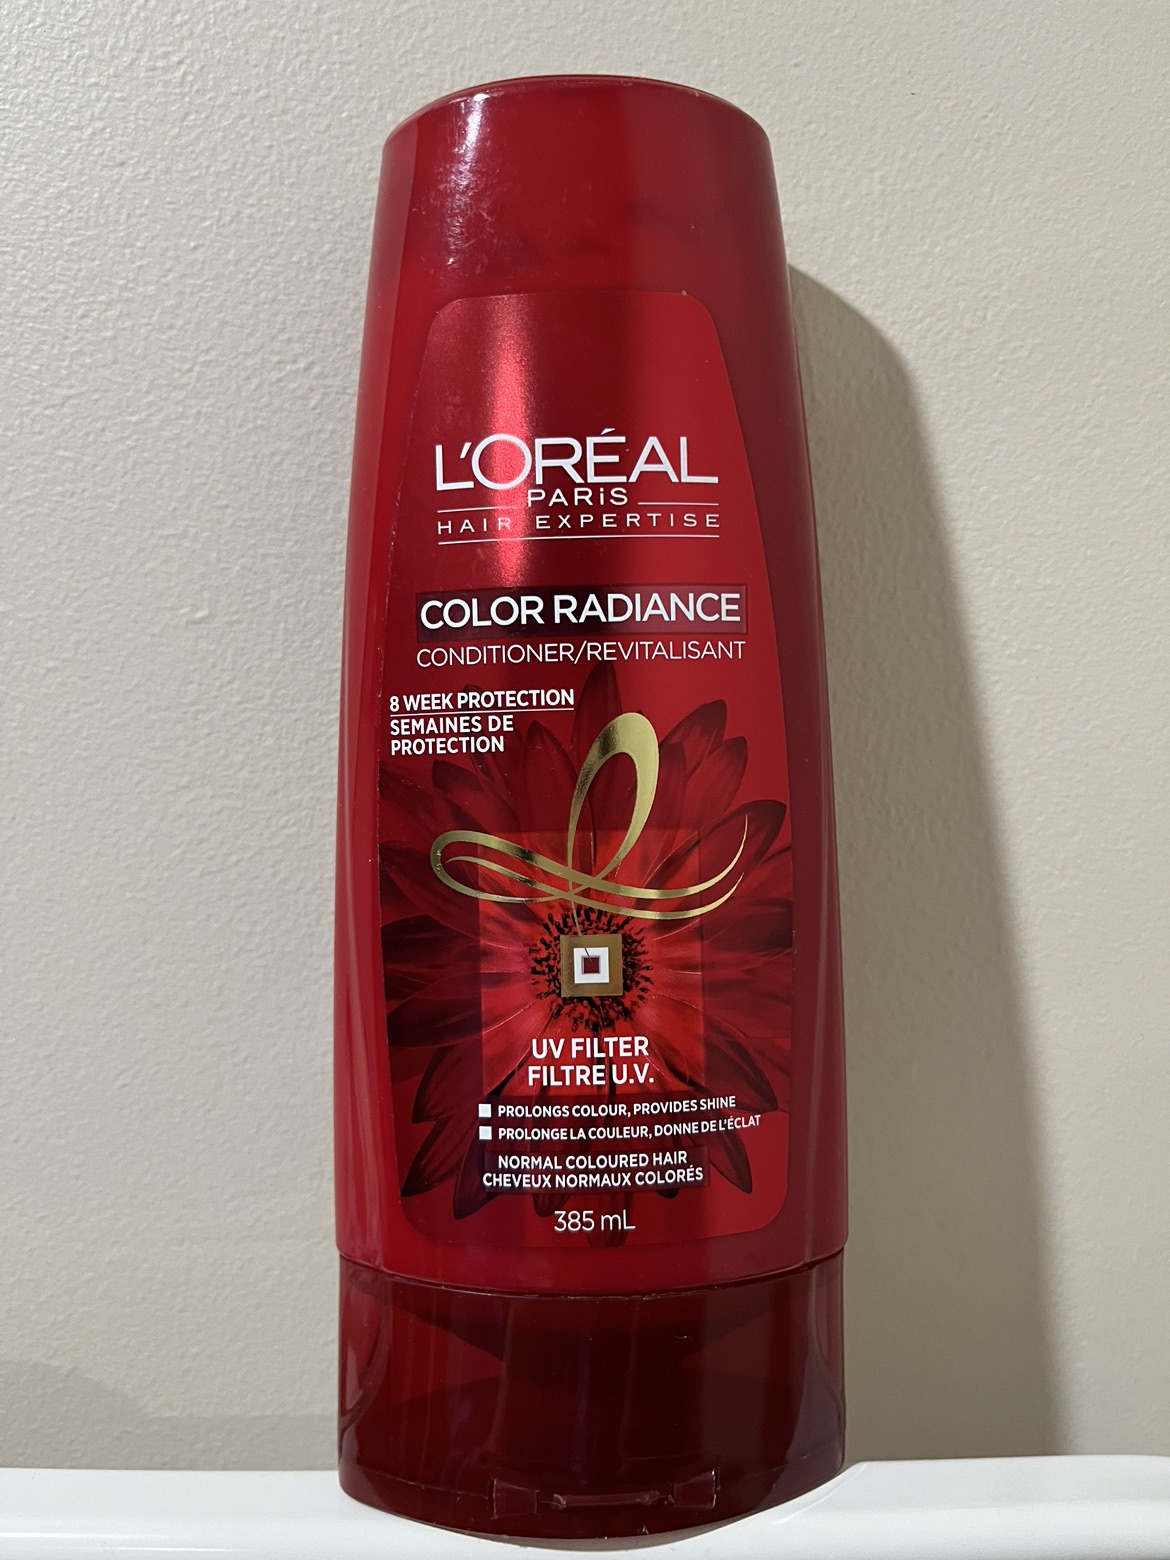 L'ORÉAL
PARiS
HAIR EXPERTISE
COLOR RADIANCE
CONDITIONER/REVITALISANT
8 WEEK PROTECTION
SEMAINES DE
PROTECTION
UV FILTER
FILTRE U.V.
PROLONGS COLOUR, PROVIDES SHINE
PROLONGE LA COULEUR, DONNE DE L'ÉCLAT
NORMAL COLOURED HAIR
CHEVEUX NORMAUX COLORÉS
385 mL